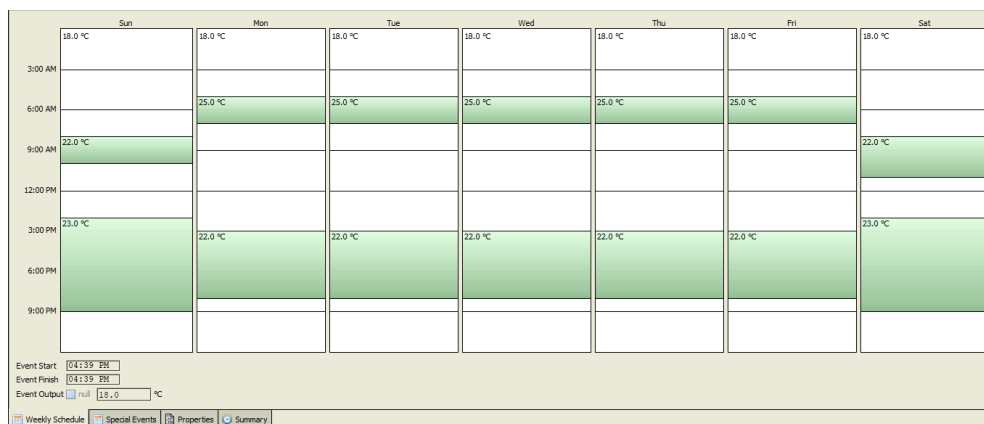 Sun Mon Tue Wed Thu Fri Sat
18.0 ℃ 18.0 ℃ 18.0 ℃ 18.0 ℃ 18.0 ℃ 18.0 ℃ 18.0 ℃
3:00 AM
25.0 ℃ 25.0 ℃ 25.0 ℃ 25.0 ℃ 25.0 ℃
6:00 AM
22.0 ℃ 22.0 ℃
9:00 AM
12:00 PM
23.0 ℃ 23.0 ℃
3:00 PM
22.0 ℃ 22.0 ℃ 22.0 ℃ 22.0 ℃ 22.0 ℃
6:00 PM
9:00 PM
Event Start 04:39 PM
Event Finish 04:39 PM
Event Output null 18.0 ℃
Weekly Schedule Special Events Properties Summary